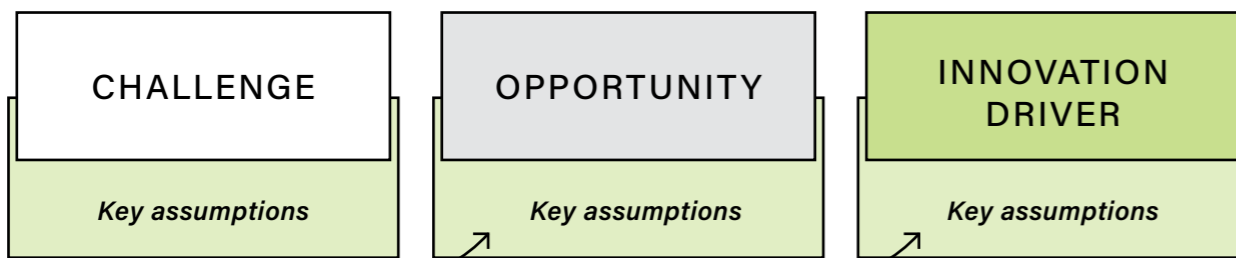 CHALLENGE
OPPORTUNITY
INNOVATION
DRIVER
Key assumptions
Key assumptions
Key assumptions